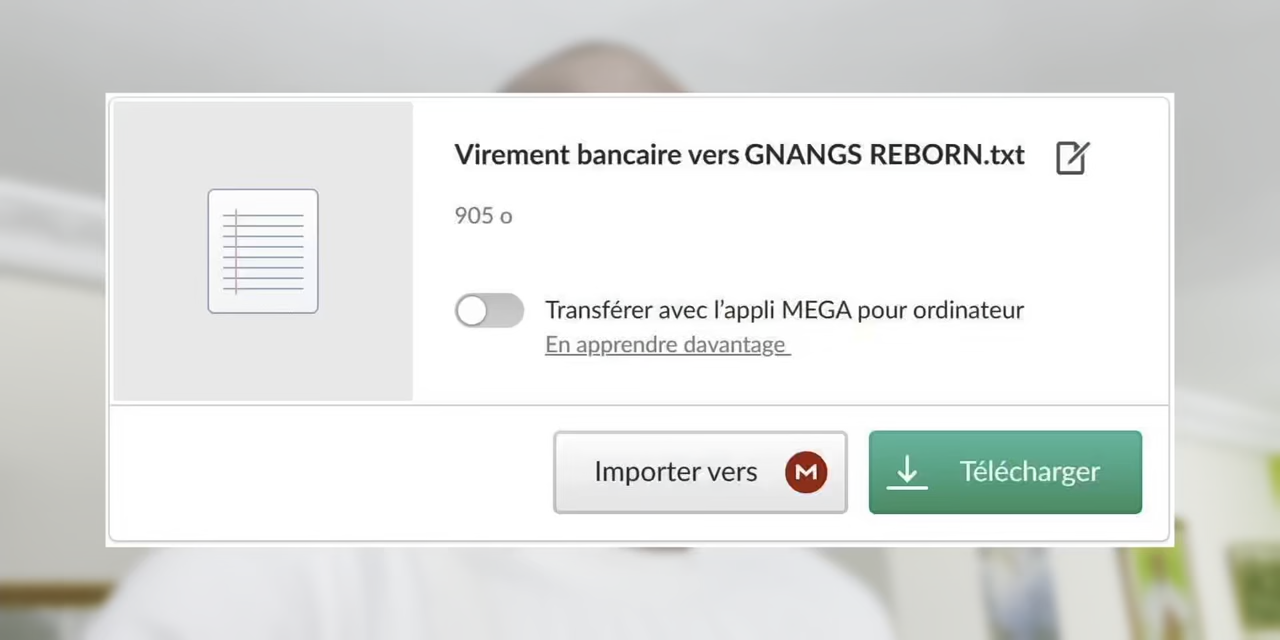 Virement bancaire vers GNANGS REBORN.txt
905 o
Transférer avec l’appli MEGA pour ordinateur
En apprendre davantage
Importer vers M
Télécharger